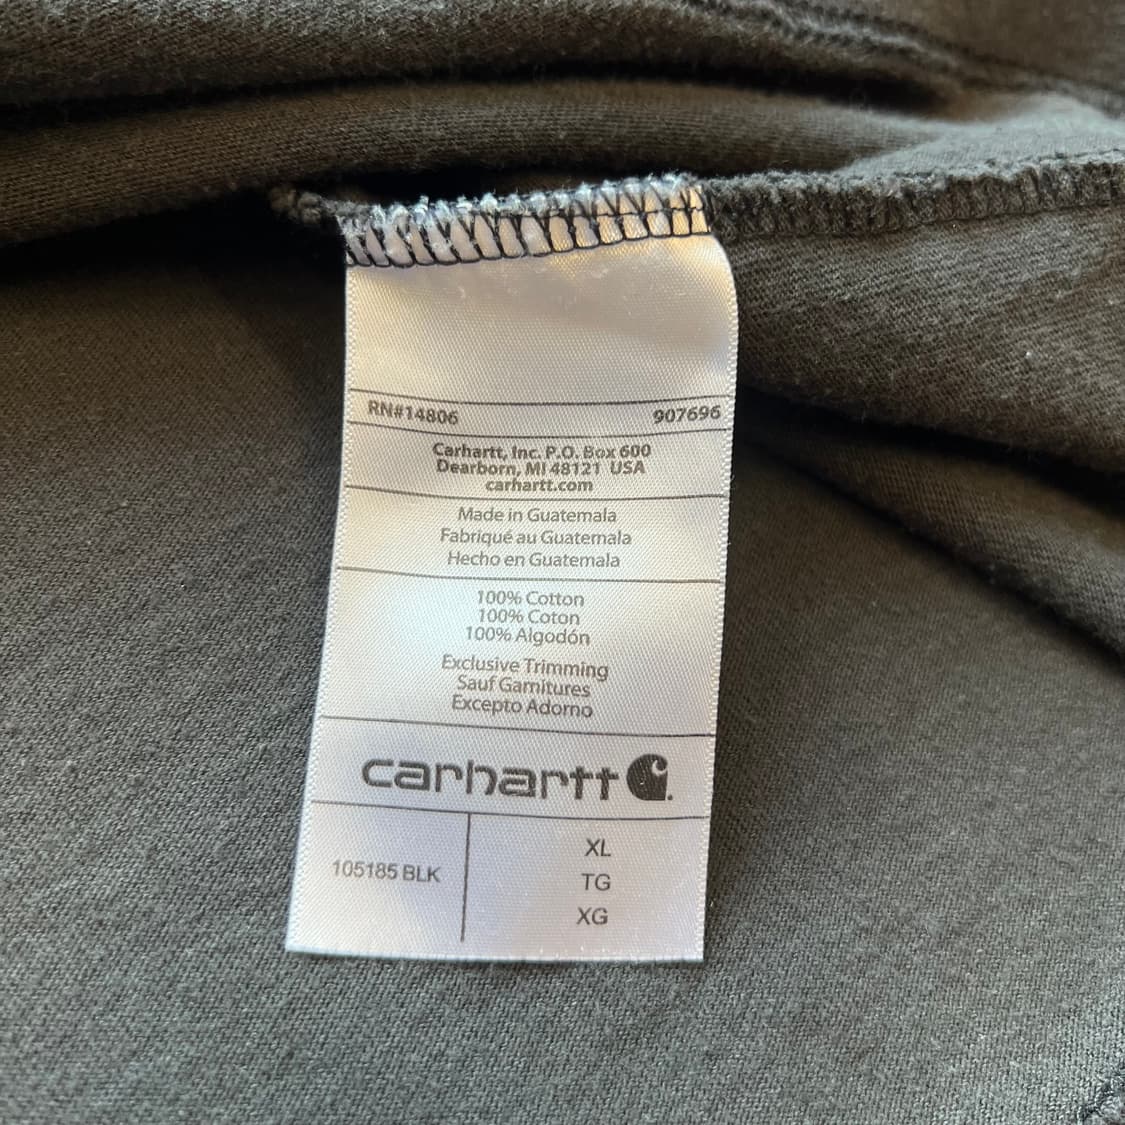 RN#14806 907696
Carhartt, Inc. P.O. Box 600
Dearborn, MI 48121 USA
carhartt.com
Made in Guatemala
Fabriqué au Guatemala
Hecho en Guatemala
100% Cotton
100% Coton
100% Algodón
Exclusive Trimming
Sauf Garnitures
Excepto Adorno
carhartt
105185 BLK
XL
TG
XG